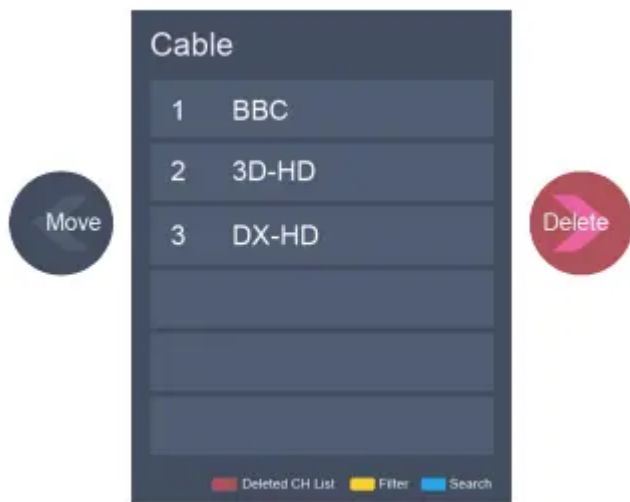 Cable
1 BBC
2 3D-HD
Move
Delete
3 DX-HD
Deleted CH List Filter Search